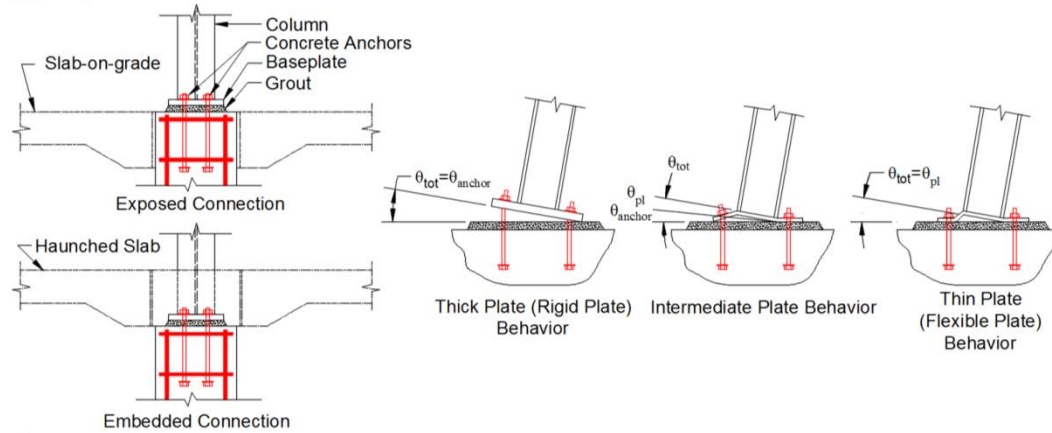 Column
Concrete Anchors
Slab-on-grade
Baseplate
Grout
Exposed Connection
Haunched Slab
Embedded Connection
θtot=θanchor
Thick Plate (Rigid Plate)
Behavior
θtot
θpl
θanchor
Intermediate Plate Behavior
θtot=θpl
Thin Plate
(Flexible Plate)
Behavior